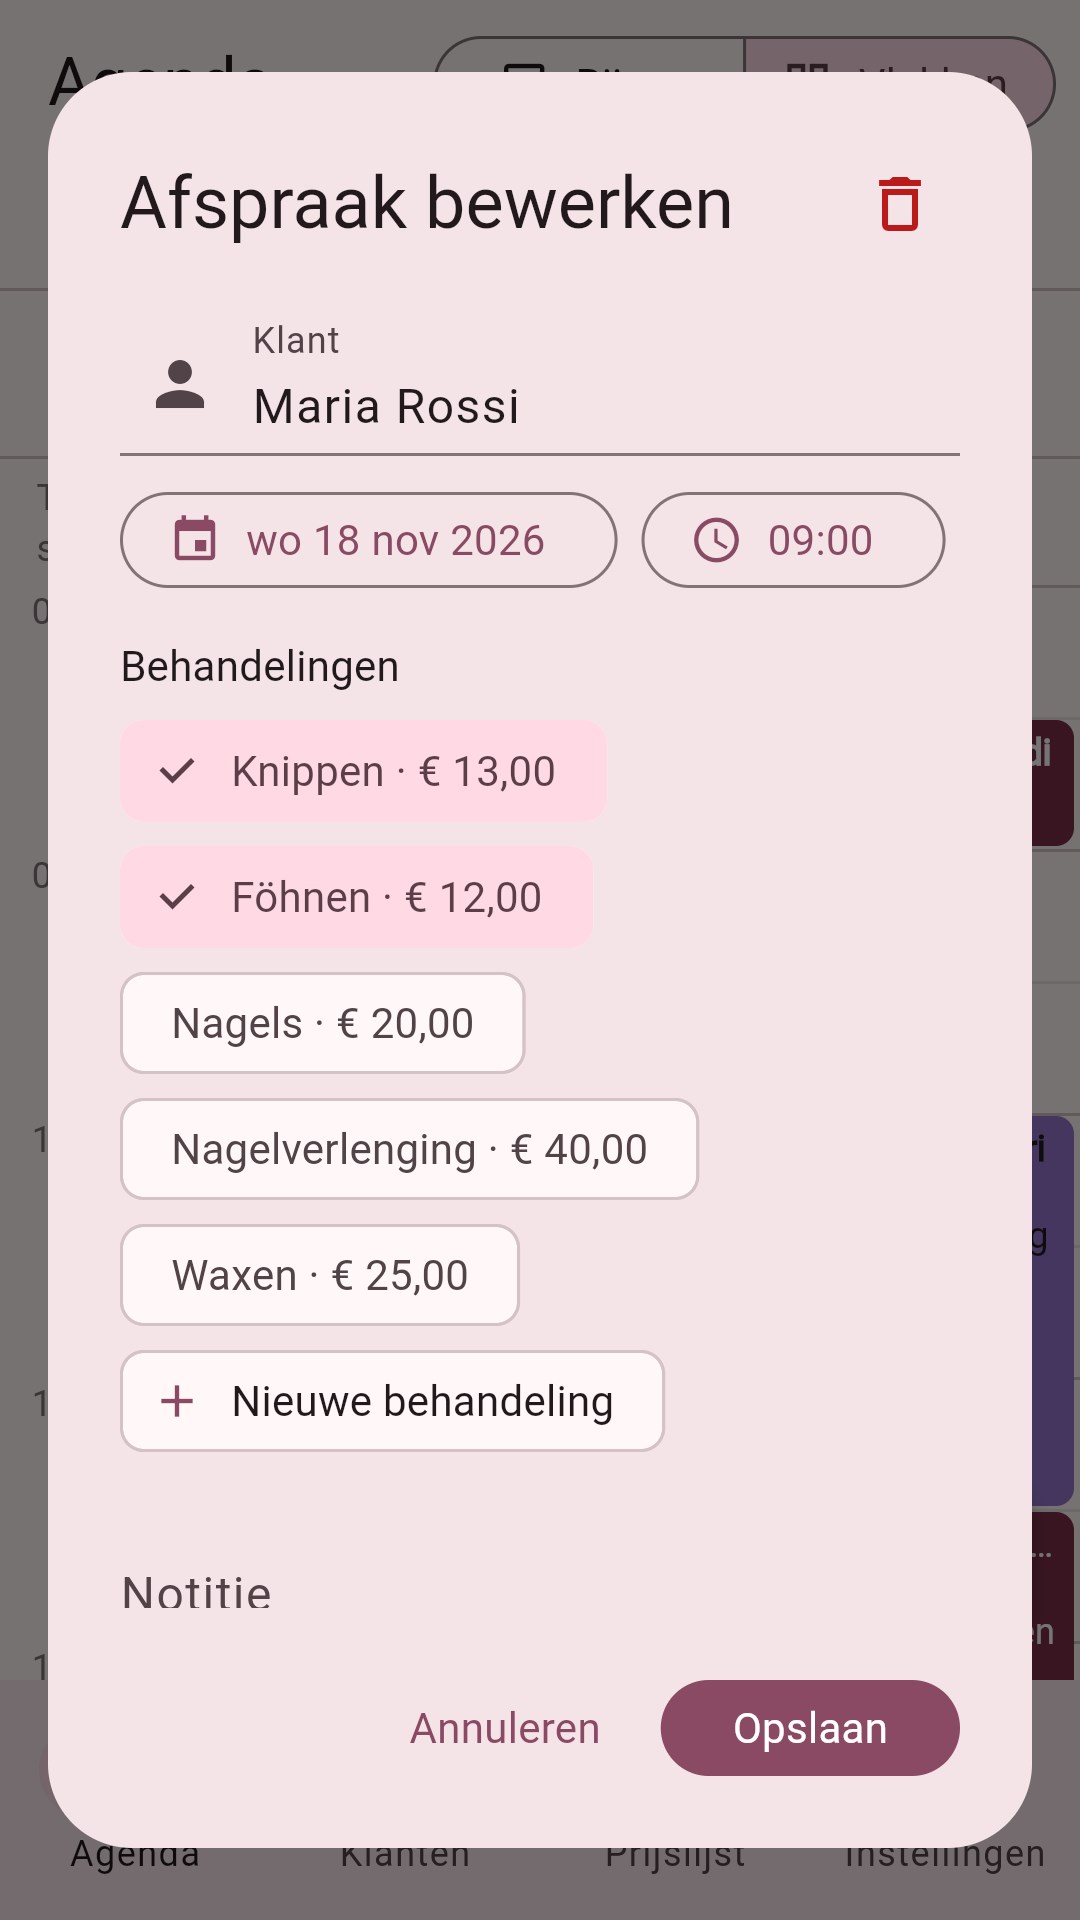 Agenda
Afspraak bewerken
Klant
Maria Rossi
wo 18 nov 2026
09:00
Behandelingen
Knippen · € 13,00
Föhnen · € 12,00
Nagels · € 20,00
Nagelverlenging · € 40,00
Waxen · € 25,00
Nieuwe behandeling
Notitie
Annuleren
Opslaan
Agenda
Klanten
Prijslijst
Instellingen